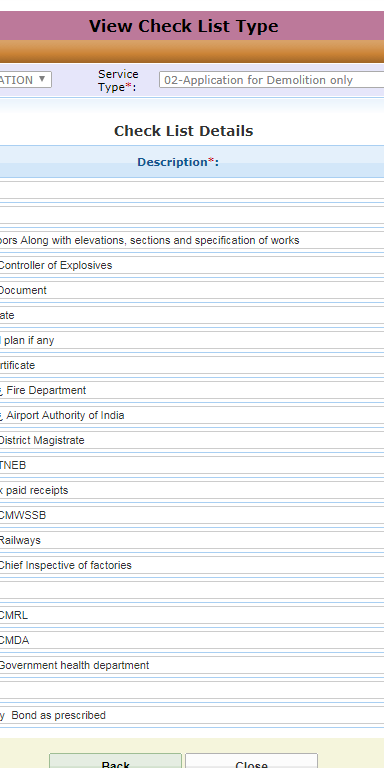 View Check List Type
ATION Service Type*: 02-Application for Demolition only
Check List Details
Description*:
oors Along with elevations, sections and specification of works
Controller of Explosives
Document
ate
plan if any
rtificate
Fire Department
Airport Authority of India
District Magistrate
TNEB
x paid receipts
CMWSSB
Railways
Chief Inspective of factories
CMRL
CMDA
Government health department
y Bond as prescribed
Back Close